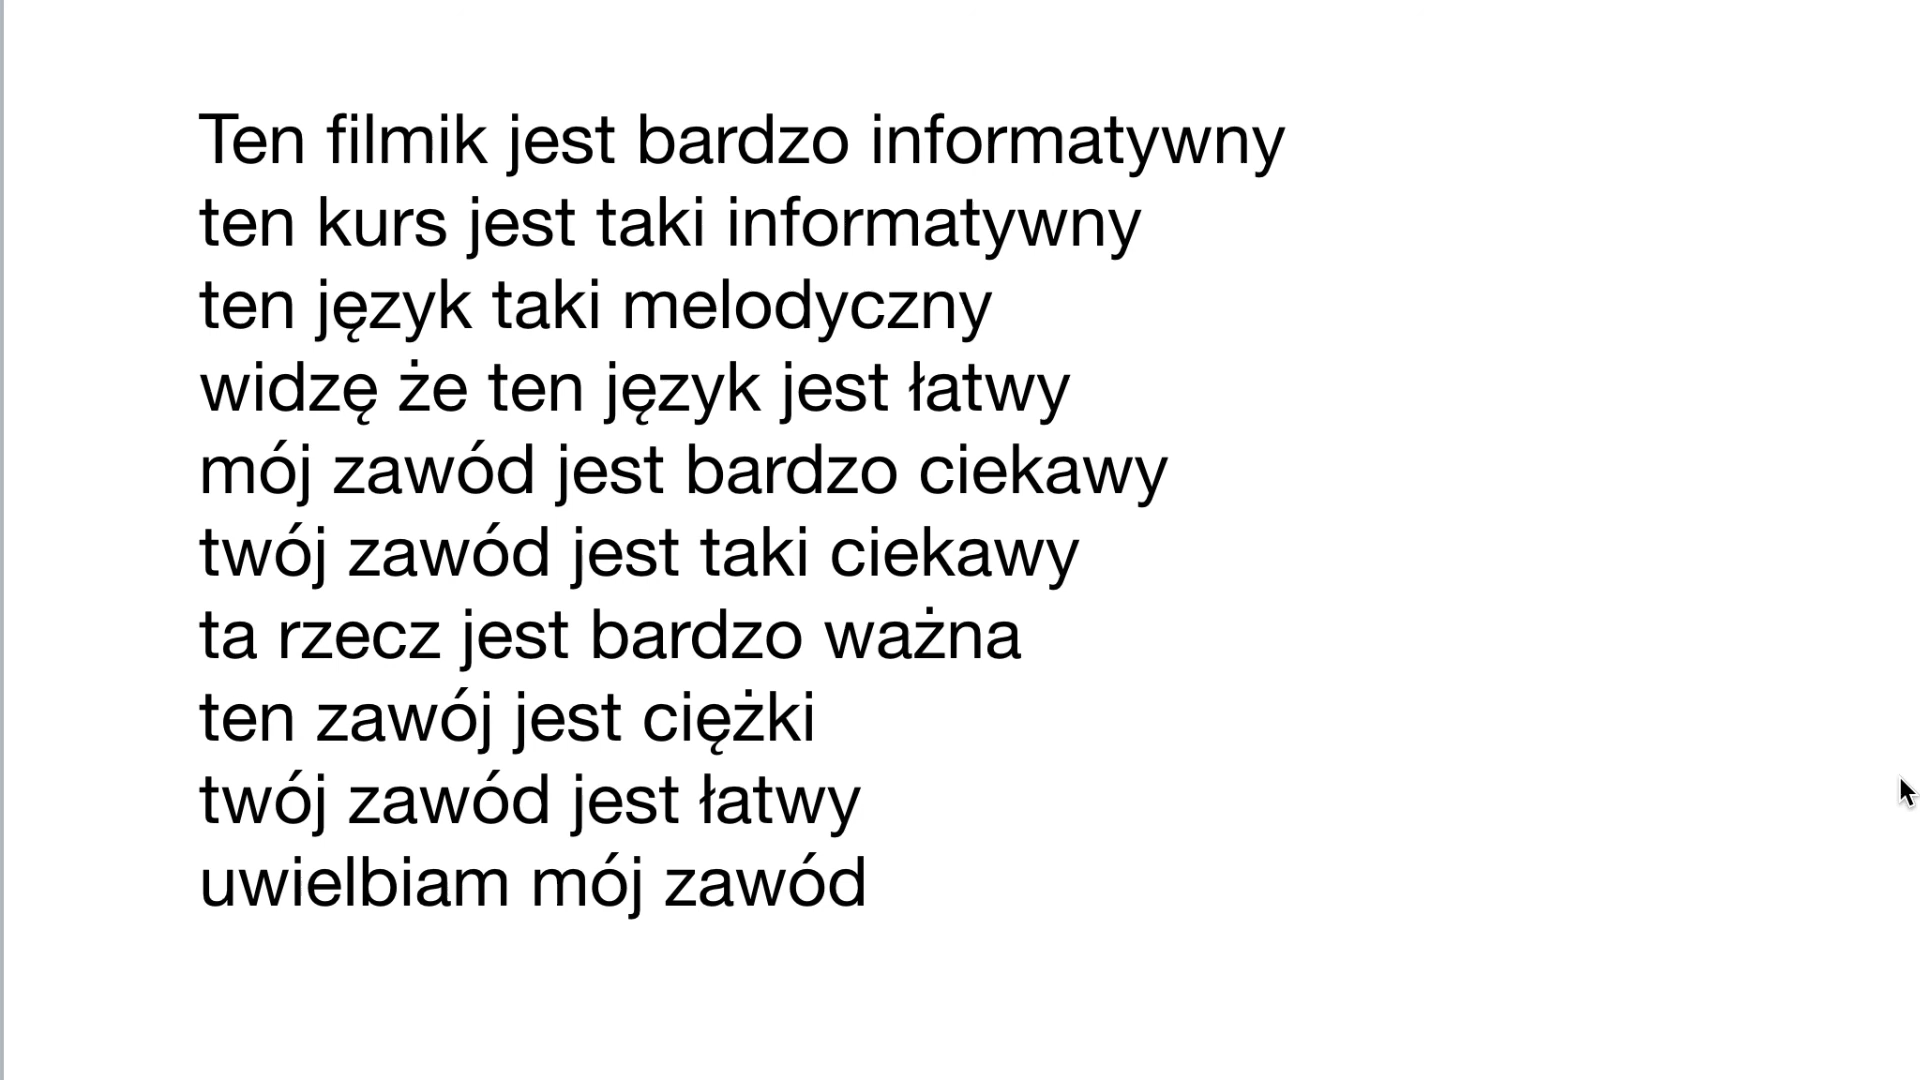 Ten filmik jest bardzo informatywny
ten kurs jest taki informatywny
ten język taki melodyczny
widzę że ten język jest łatwy
mój zawód jest bardzo ciekawy
twój zawód jest taki ciekawy
ta rzecz jest bardzo ważna
ten zawój jest ciężki
twój zawód jest łatwy
uwielbiam mój zawód